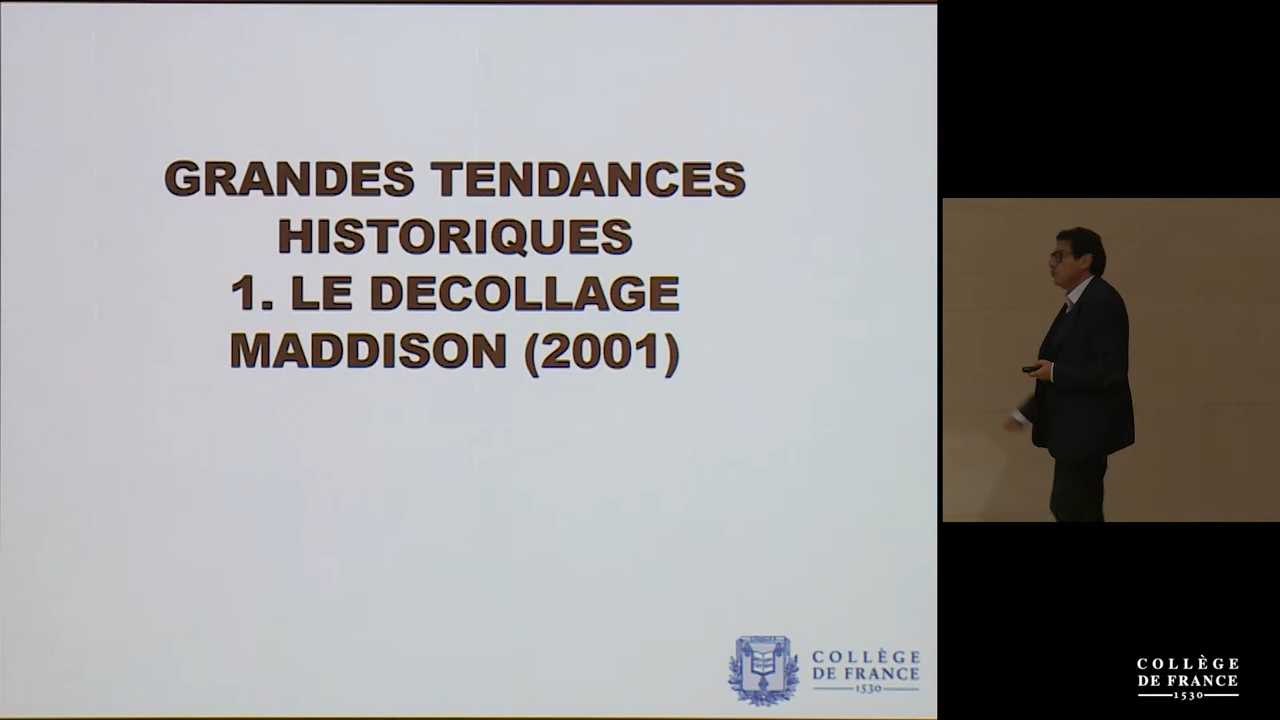 GRANDES TENDANCES
HISTORIQUES
1. LE DECOLLAGE
MADDISON (2001)
COLLÈGE
DE FRANCE
1530
COLLÈGE
DE FRANCE
1530